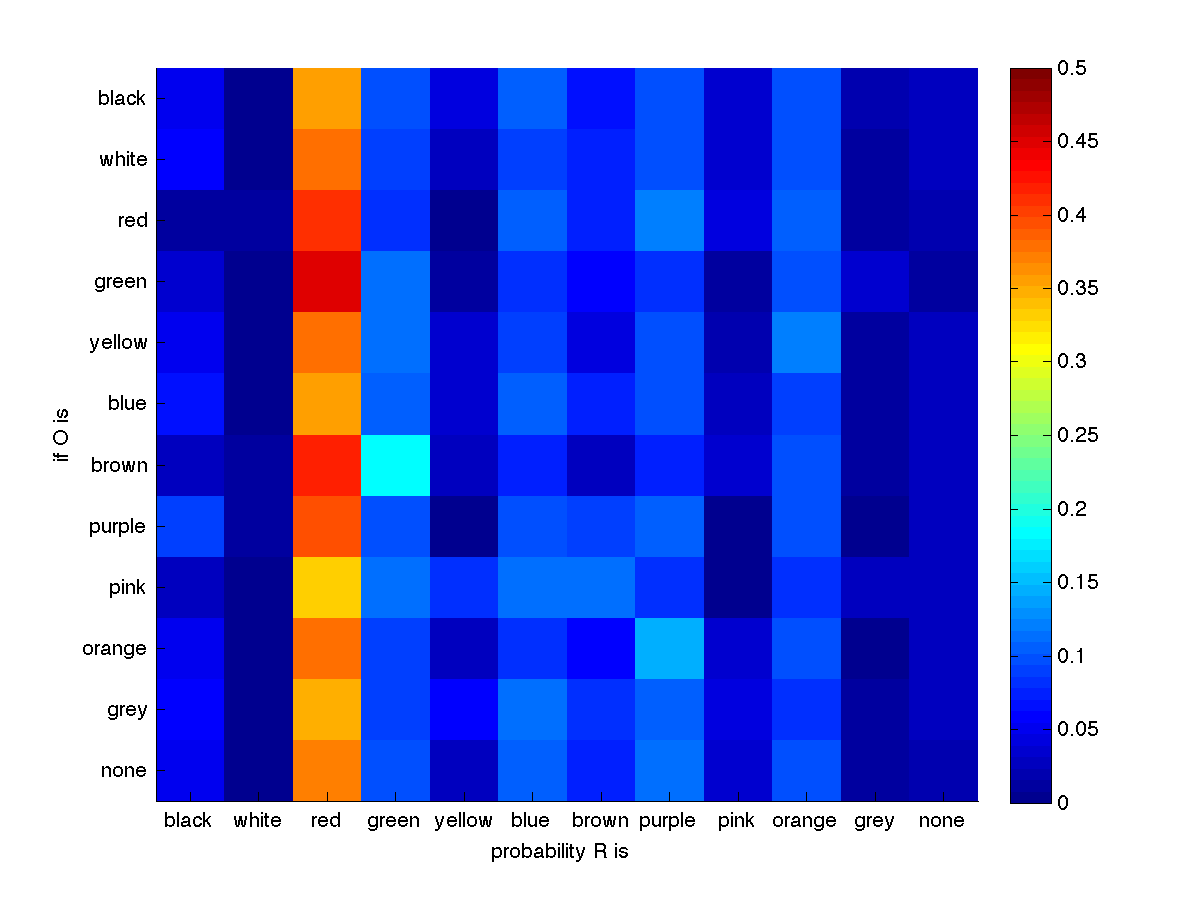 black
white
red
green
yellow
blue
brown
purple
pink
orange
grey
none
if O is
black white red green yellow blue brown purple pink orange grey none
probability R is
0.5
0.45
0.4
0.35
0.3
0.25
0.2
0.15
0.1
0.05
0